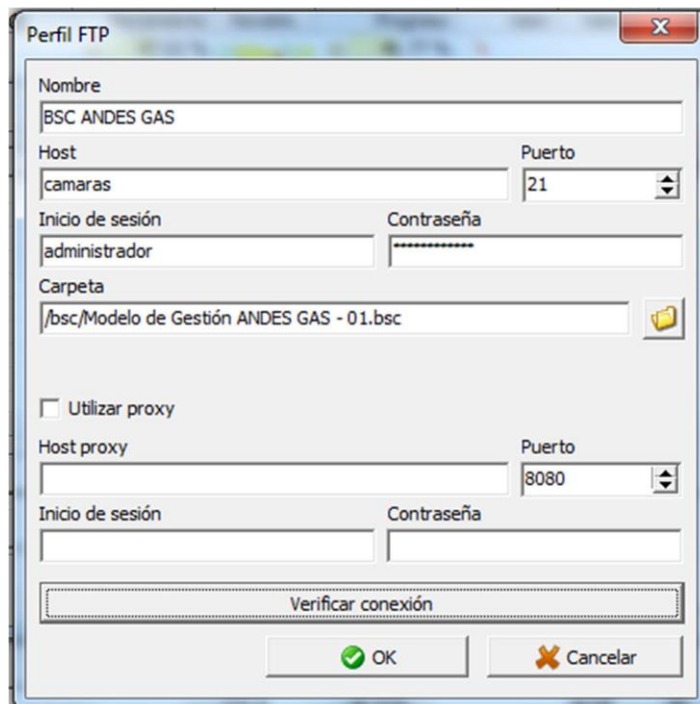 Perfil FTP
Nombre
BSC ANDES GAS
Host Puerto
camaras 21
Inicio de sesión Contraseña
administrador ************
Carpeta
/bsc/Modelo de Gestión ANDES GAS - 01.bsc
Utilizar proxy
Host proxy Puerto
8080
Inicio de sesión Contraseña
Verificar conexión
OK Cancelar